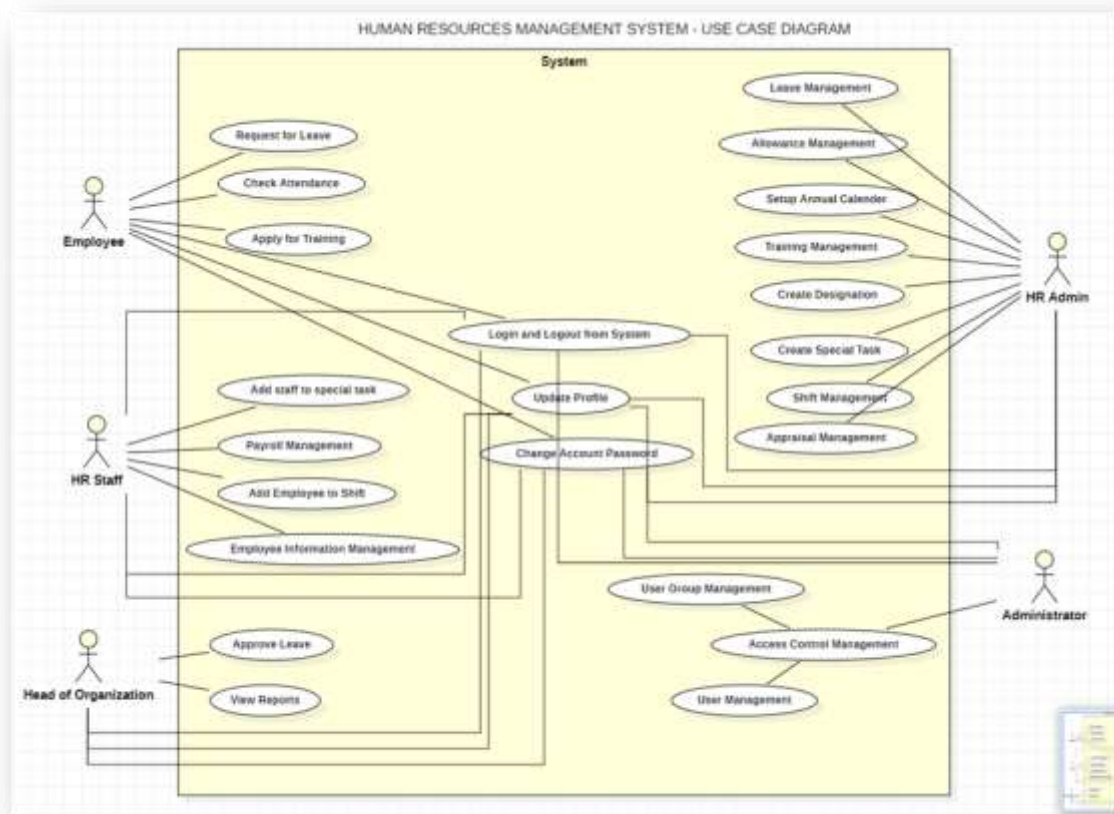 HUMAN RESOURCES MANAGEMENT SYSTEM - USE CASE DIAGRAM
System
Leave Management
Request for Leave
Allowance Management
Check Attendance
Setup Annual Calender
Employee
Apply for Training
Training Management
Create Designation
HR Admin
Login and Logout from System
Create Special Task
Add staff to special task
Update Profile
Shift Management
Payroll Management
Appraisal Management
Change Account Password
HR Staff
Add Employee to Shift
Employee Information Management
User Group Management
Administrator
Approve Leave
Access Control Management
Head of Organization
View Reports
User Management